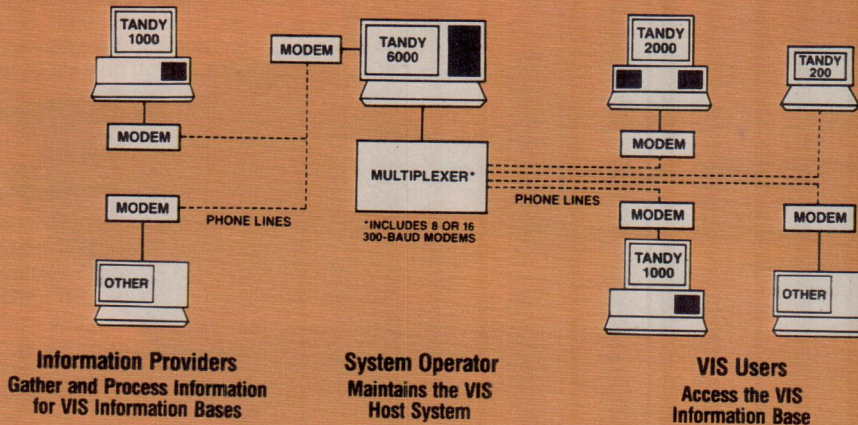 TANDY
1000
MODEM
MODEM
PHONE LINES
OTHER
Information Providers
Gather and Process Information
for VIS Information Bases
MODEM
TANDY
6000
MULTIPLEXER*
*INCLUDES 8 OR 16
300-BAUD MODEMS
System Operator
Maintains the VIS
Host System
TANDY
2000
MODEM
PHONE LINES
MODEM
TANDY
1000
TANDY
200
MODEM
OTHER
VIS Users
Access the VIS
Information Base